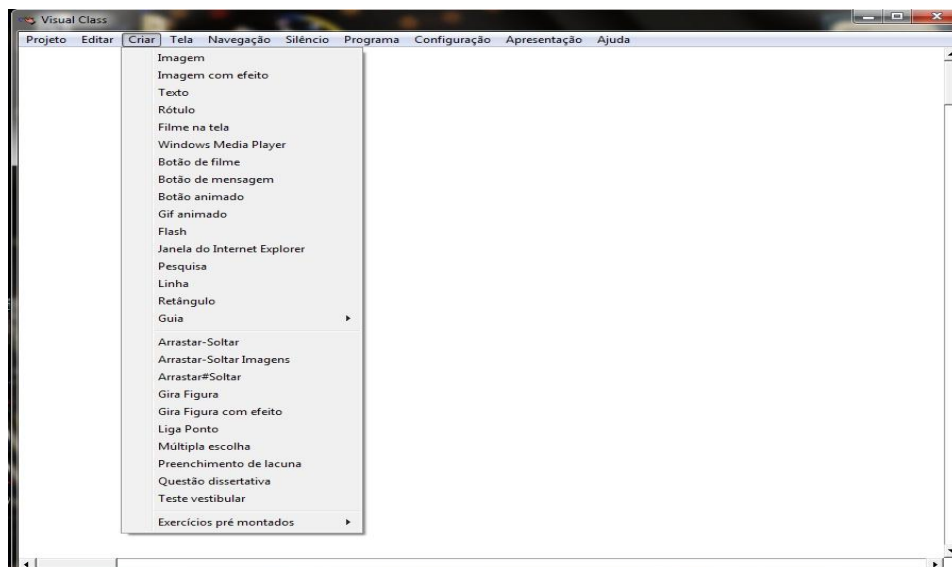 Visual Class
Projeto Editar Criar Tela Navegação Silêncio Programa Configuração Apresentação Ajuda
Imagem
Imagem com efeito
Texto
Rótulo
Filme na tela
Windows Media Player
Botão de filme
Botão de mensagem
Botão animado
Gif animado
Flash
Janela do Internet Explorer
Pesquisa
Linha
Retângulo
Guia
Arrastar-Soltar
Arrastar-Soltar Imagens
Arrastar#Soltar
Gira Figura
Gira Figura com efeito
Liga Ponto
Múltipla escolha
Preenchimento de lacuna
Questão dissertativa
Teste vestibular
Exercícios pré montados